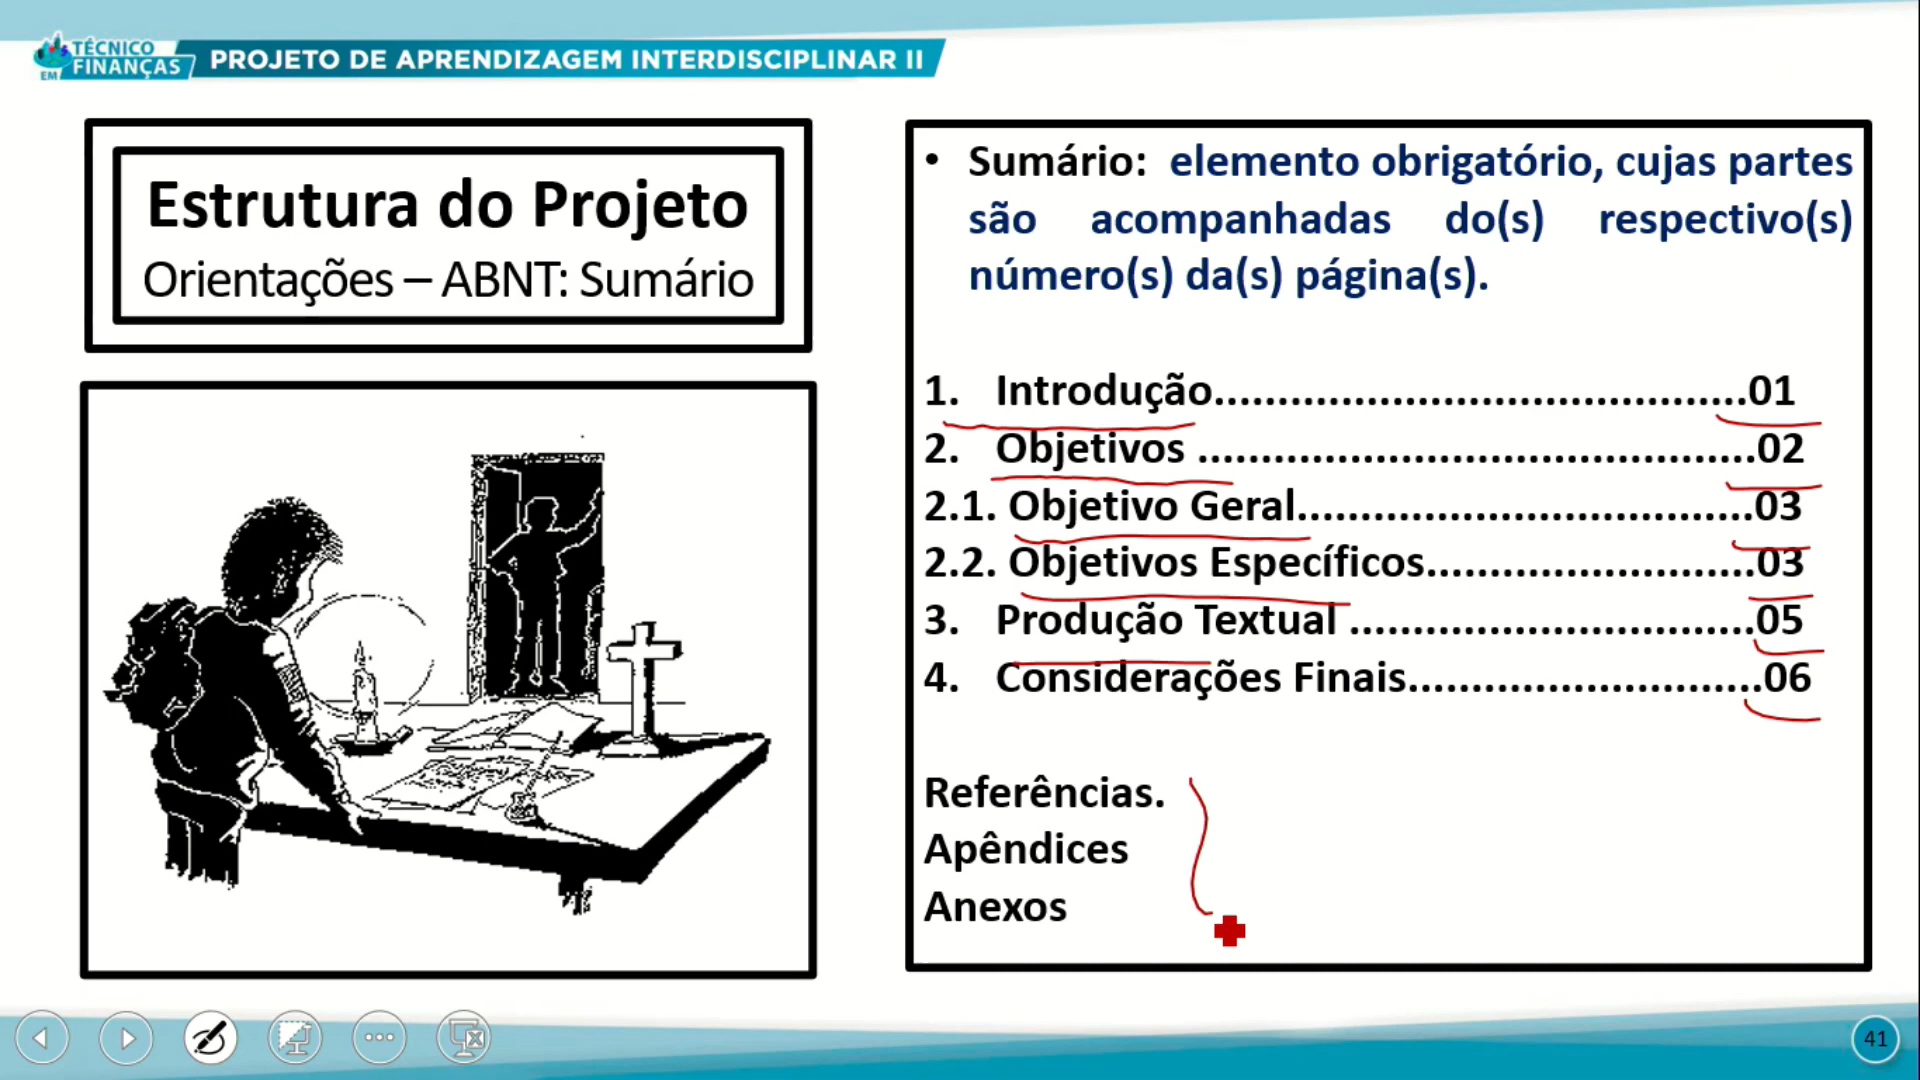 TÉCNICO
EM FINANÇAS
PROJETO DE APRENDIZAGEM INTERDISCIPLINAR II
Estrutura do Projeto
Orientações – ABNT: Sumário
• Sumário: elemento obrigatório, cujas partes
são acompanhadas do(s) respectivo(s)
número(s) da(s) página(s).
1. Introdução..........................................01
2. Objetivos ............................................02
2.1. Objetivo Geral....................................03
2.2. Objetivos Específicos..........................03
3. Produção Textual ................................05
4. Considerações Finais............................06
Referências.
Apêndices
Anexos
41